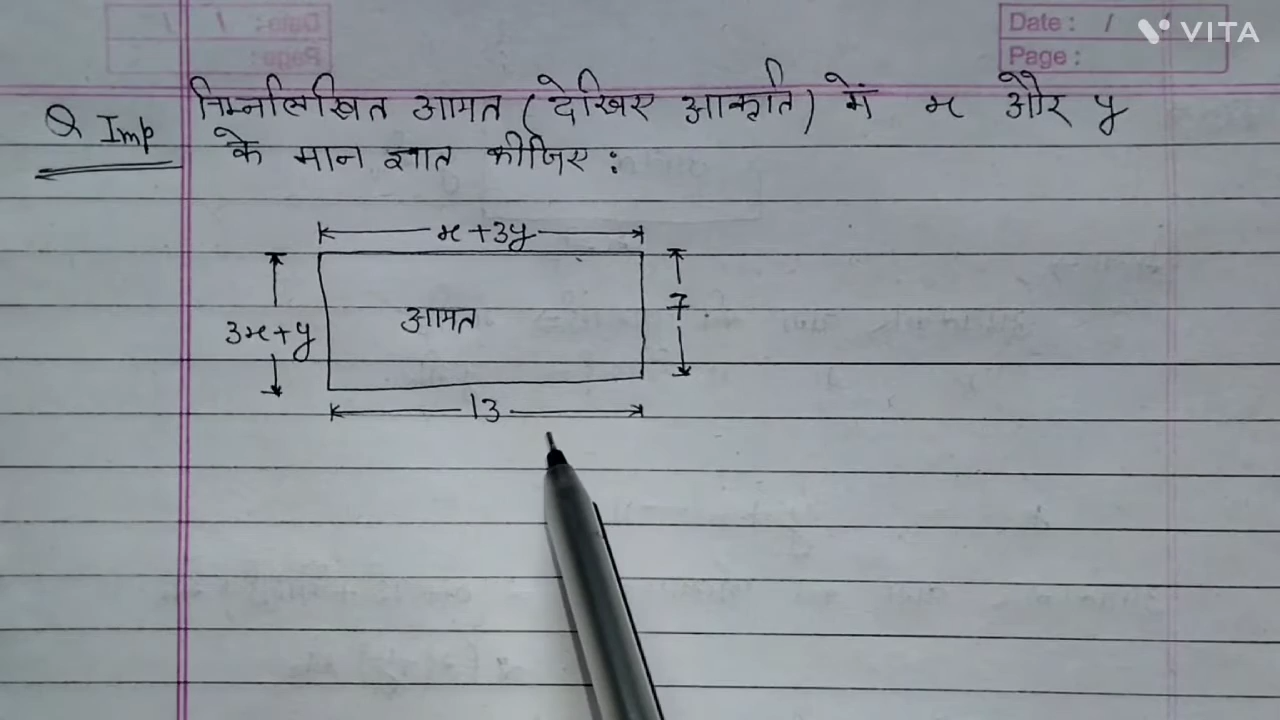 Date : / /
Page :
VITA
Q Imp निम्नलिखित आयत (देखिए आकृति) में x और y
के मान ज्ञात कीजिए :
x+3y
3x+y
आयत
7
13